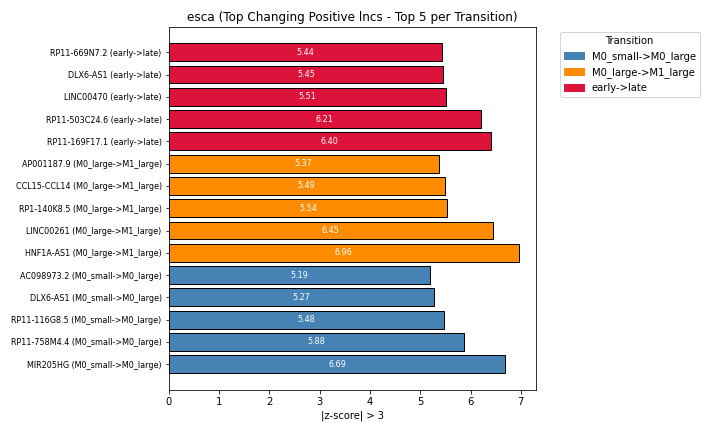 esca (Top Changing Positive lncs - Top 5 per Transition)
RP11-669N7.2 (early->late)
5.44
DLX6-AS1 (early->late)
5.45
LINC00470 (early->late)
5.51
RP11-503C24.6 (early->late)
6.21
RP11-169F17.1 (early->late)
6.40
AP001187.9 (M0_large->M1_large)
5.37
CCL15-CCL14 (M0_large->M1_large)
5.49
RP1-140K8.5 (M0_large->M1_large)
5.54
LINC00261 (M0_large->M1_large)
6.45
HNF1A-AS1 (M0_large->M1_large)
6.96
AC098973.2 (M0_small->M0_large)
5.19
DLX6-AS1 (M0_small->M0_large)
5.27
RP11-116G8.5 (M0_small->M0_large)
5.48
RP11-758M4.4 (M0_small->M0_large)
5.88
MIR205HG (M0_small->M0_large)
6.69
0 1 2 3 4 5 6 7
|z-score| > 3
Transition
M0_small->M0_large
M0_large->M1_large
early->late